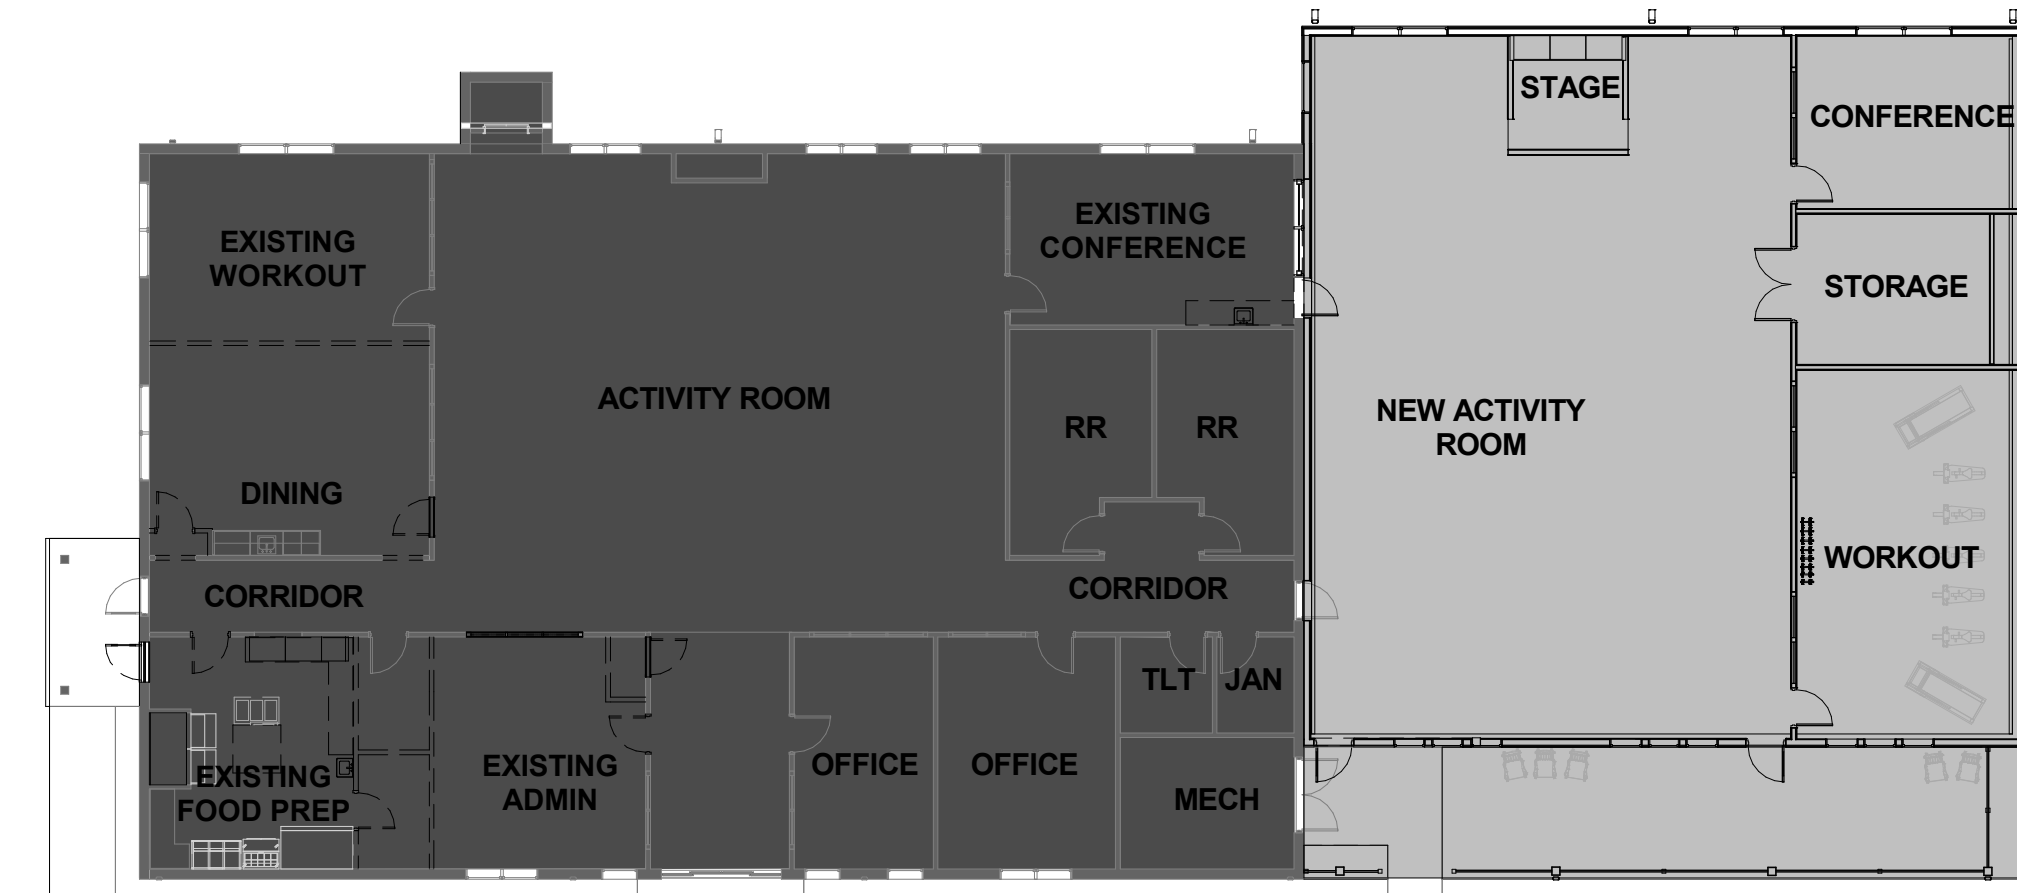 STAGE
CONFERENCE
EXISTING
WORKOUT
EXISTING
CONFERENCE
STORAGE
ACTIVITY ROOM
RR
RR
NEW ACTIVITY
ROOM
DINING
WORKOUT
CORRIDOR
CORRIDOR
TLT
JAN
EXISTING
FOOD PREP
EXISTING
ADMIN
OFFICE
OFFICE
MECH